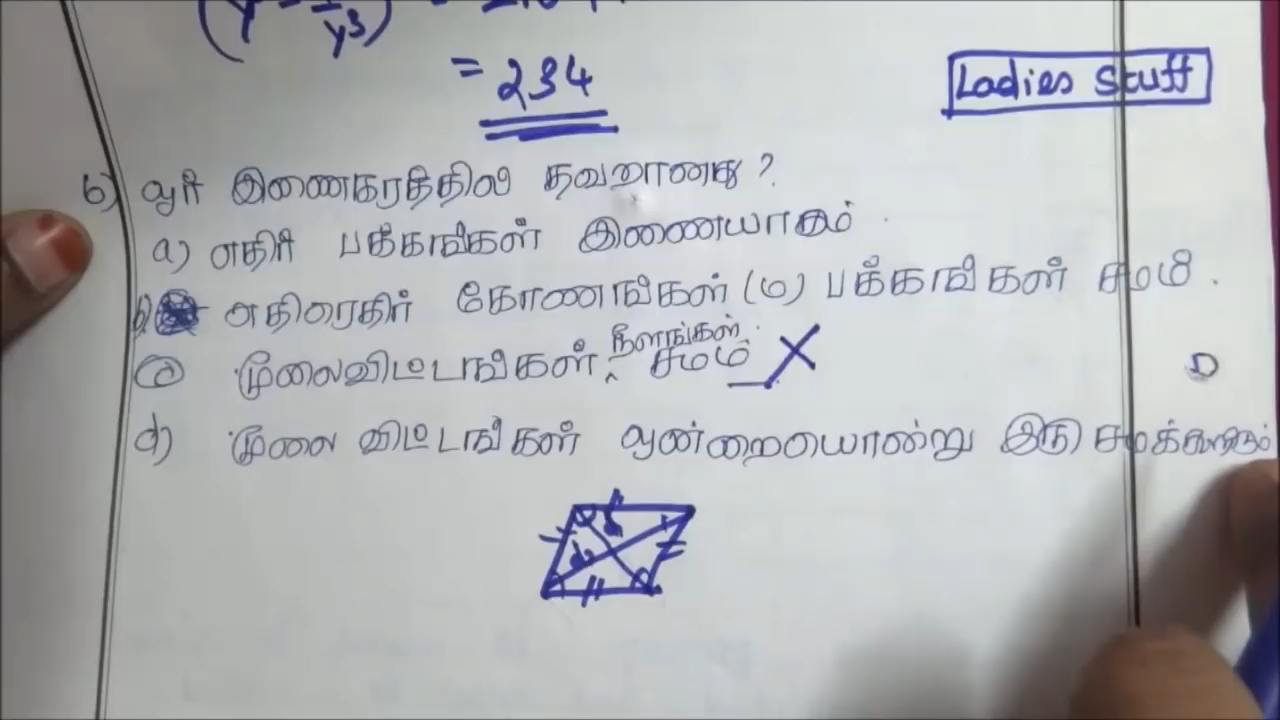 = 234
Ladies Stuff
6) ஓர் இணைகரத்தில் தவறானது?
a) எதிர் பக்கங்கள் இணையாகும்.
b) எதிரெதிர் கோணங்கள் (ம) பக்கங்கள் சமம்.
c) மூலைவிட்டங்கள் நீளங்கள் சமம் X
d) மூலை விட்டங்கள் ஒன்றையொன்று இரு சமக்கூறிடும்